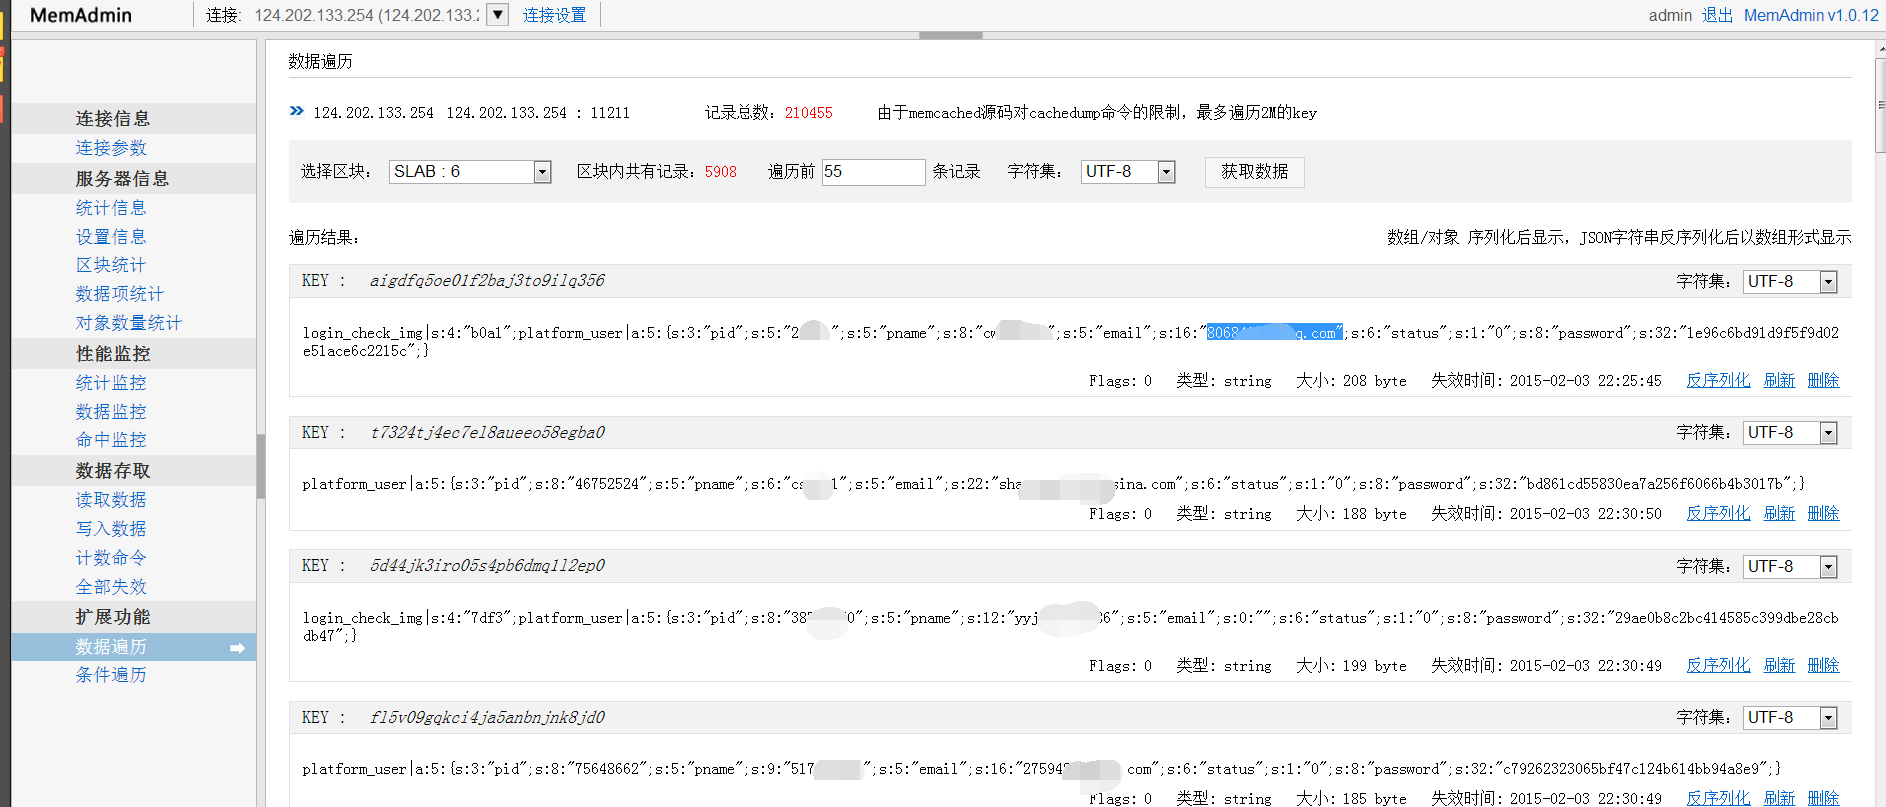 MemAdmin 连接: 124.202.133.254 (124.202.133.2 连接设置 admin 退出 MemAdmin v1.0.12
连接信息
连接参数
服务器信息
统计信息
设置信息
区块统计
数据项统计
对象数量统计
性能监控
统计监控
数据监控
命中监控
数据存取
读取数据
写入数据
计数命令
全部失效
扩展功能
数据遍历
条件遍历
数据遍历
124.202.133.254 124.202.133.254 : 11211 记录总数: 210455 由于memcached源码对cachedump命令的限制，最多遍历2M的key
选择区块: SLAB : 6 区块内共有记录: 5908 遍历前 55 条记录 字符集: UTF-8 获取数据
遍历结果: 数组/对象 序列化后显示，JSON字符串反序列化后以数组形式显示
KEY : aigdfq5oe01f2baj3to9ilq356 字符集: UTF-8
login_check_img|s:4:"b0a1";platform_user|a:5:{s:3:"pid";s:5:"2 ";s:5:"pname";s:8:"cw ";s:5:"email";s:16:"8068 q.com";s:6:"status";s:1:"0";s:8:"password";s:32:"1e96c6bd91d9f5f9d02
e51ace6c2215c";}
Flags: 0 类型: string 大小: 208 byte 失效时间: 2015-02-03 22:25:45 反序列化 刷新 删除
KEY : t7324tj4ec7el8aueeo58egba0 字符集: UTF-8
platform_user|a:5:{s:3:"pid";s:8:"46752524";s:5:"pname";s:6:"cs 1";s:5:"email";s:22:"sha sina.com";s:6:"status";s:1:"0";s:8:"password";s:32:"bd861cd55830ea7a256f6066b4b3017b";}
Flags: 0 类型: string 大小: 188 byte 失效时间: 2015-02-03 22:30:50 反序列化 刷新 删除
KEY : 5d44jk3iro05s4pb6dmq1l2ep0 字符集: UTF-8
login_check_img|s:4:"7df3";platform_user|a:5:{s:3:"pid";s:8:"387 0";s:5:"pname";s:12:"yyj 36";s:5:"email";s:0:"";s:6:"status";s:1:"0";s:8:"password";s:32:"29ae0b8c2bc414585c399dbe28cb
db47";}
Flags: 0 类型: string 大小: 199 byte 失效时间: 2015-02-03 22:30:49 反序列化 刷新 删除
KEY : fl5v09gqkci4ja5anbnjnk8jd0 字符集: UTF-8
platform_user|a:5:{s:3:"pid";s:8:"75648662";s:5:"pname";s:9:"517 ";s:5:"email";s:16:"27594 com";s:6:"status";s:1:"0";s:8:"password";s:32:"c79262323065bf47c124b614bb94a8e9";}
Flags: 0 类型: string 大小: 185 byte 失效时间: 2015-02-03 22:30:49 反序列化 刷新 删除